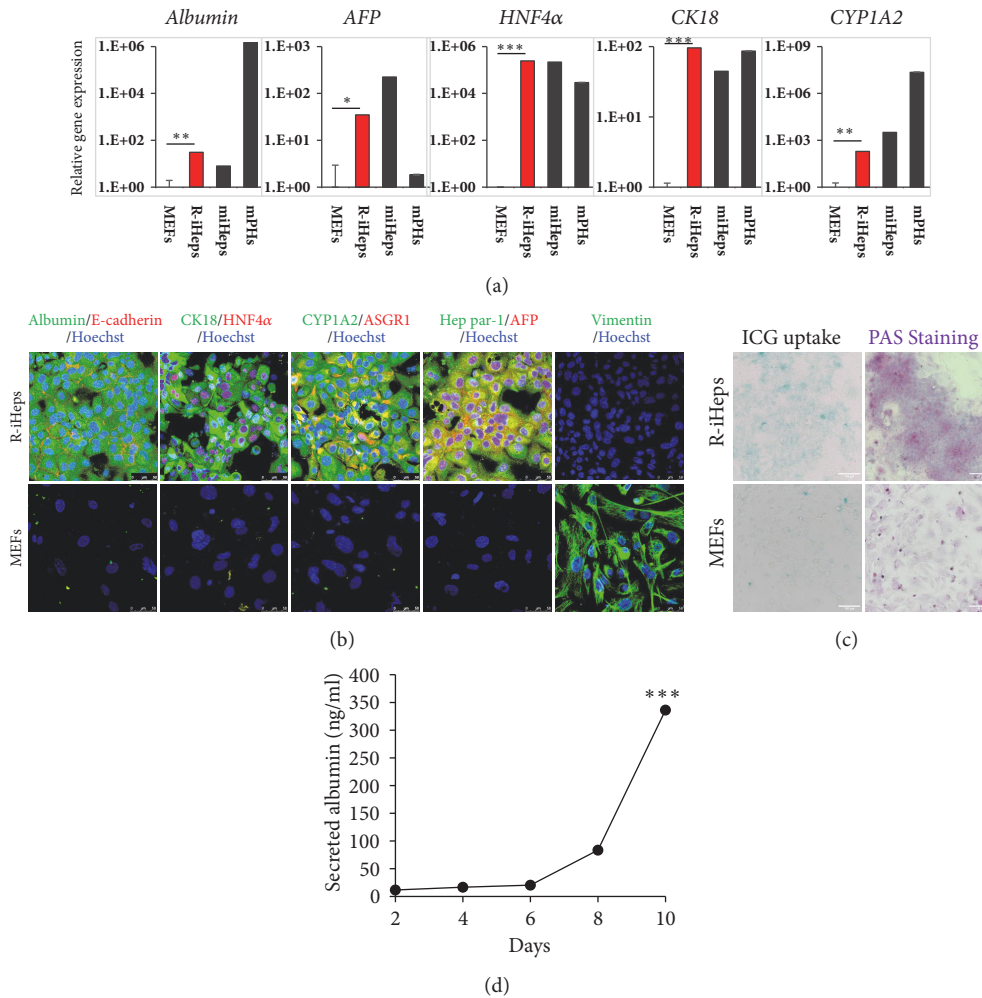 Albumin
AFP
HNF4α
CK18
CYP1A2
Relative gene expression
1.E+06
1.E+04
1.E+02
1.E+00
**
MEFs
R-iHeps
miHeps
mPHs
1.E+03
1.E+02
1.E+01
1.E+00
*
MEFs
R-iHeps
miHeps
mPHs
1.E+06
1.E+04
1.E+02
1.E+00
***
MEFs
R-iHeps
miHeps
mPHs
1.E+02
1.E+01
1.E+00
***
MEFs
R-iHeps
miHeps
mPHs
1.E+09
1.E+06
1.E+03
1.E+00
**
MEFs
R-iHeps
miHeps
mPHs
(a)
Albumin/E-cadherin
/Hoechst
CK18/HNF4α
/Hoechst
CYP1A2/ASGR1
/Hoechst
Hep par-1/AFP
/Hoechst
Vimentin
/Hoechst
R-iHeps
MEFs
(b)
ICG uptake
PAS Staining
R-iHeps
MEFs
(c)
Secreted albumin (ng/ml)
400
350
300
250
200
150
100
50
0
***
2 4 6 8 10
Days
(d)